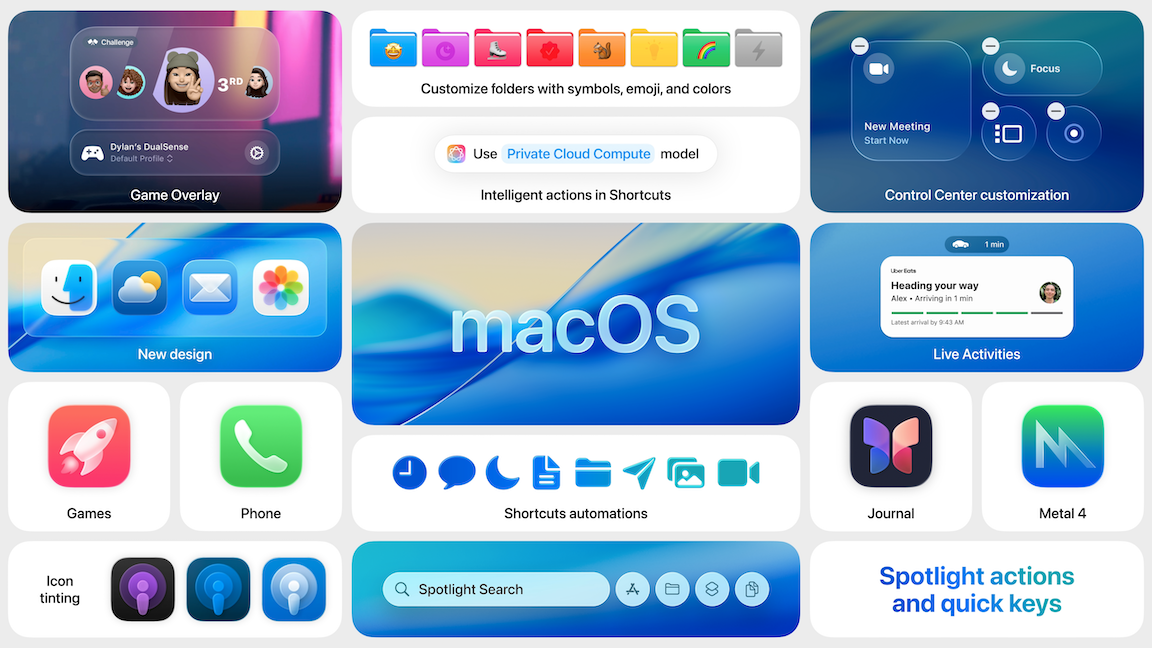 Challenge
3RD
Dylan's DualSense
Default Profile
Game Overlay
Customize folders with symbols, emoji, and colors
Use Private Cloud Compute model
Intelligent actions in Shortcuts
New Meeting
Start Now
Focus
Control Center customization
New design
macOS
1 min
Uber Eats
Heading your way
Alex • Arriving in 1 min
Latest arrival by 9:43 AM
Live Activities
Games
Phone
Shortcuts automations
Journal
Metal 4
Icon
tinting
Spotlight Search
Spotlight actions
and quick keys